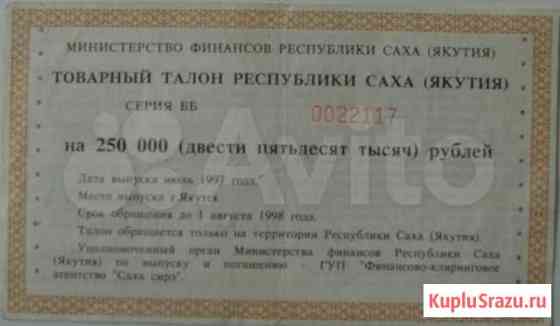 МИНИСТЕРСТВО ФИНАНСОВ РЕСПУБЛИКИ САХА (ЯКУТИЯ)
ТОВАРНЫЙ ТАЛОН РЕСПУБЛИКИ САХА (ЯКУТИЯ)
СЕРИЯ ББ 0022117
на 250 000 (двести пятьдесят тысяч) рублей
Дата выпуска июль 1997 года.
Место выпуска г.Якутск
Срок обращения до 1 августа 1998 года.
Талон обращается только на территории Республики Саха (Якутия)
Уполномоченный орган Министерства финансов Республики Саха
(Якутия) по выпуску и погашению - ГУП "Финансово-клиринговое
агентство "Саха сирэ".
Avito
KupluSrazu.ru